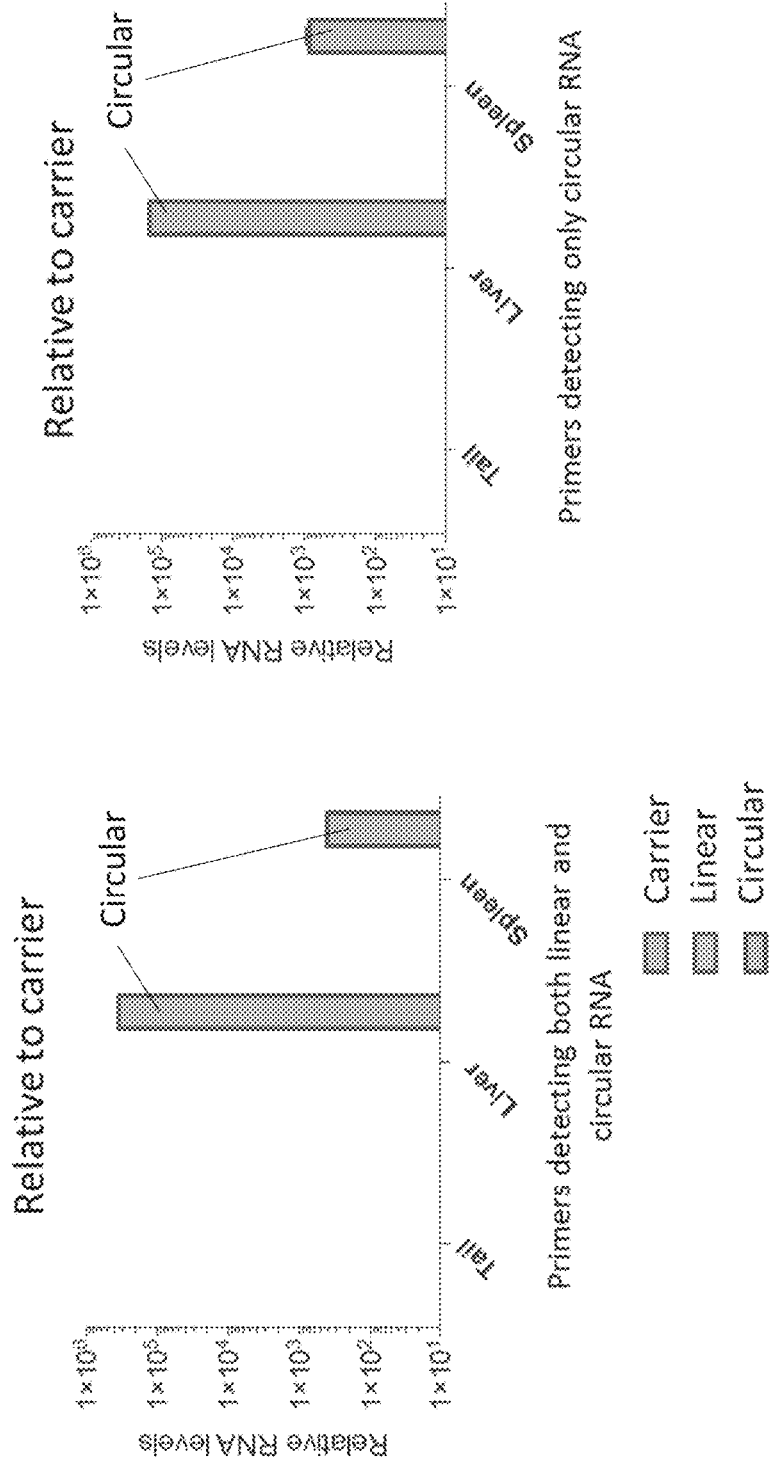 Relative to carrier
Circular
Relative RNA levels
1×10⁶
1×10⁵
1×10⁴
1×10³
1×10²
1×10¹
Tail
Liver
Spleen
Primers detecting both linear and
circular RNA
Carrier
Linear
Circular
Relative to carrier
Circular
Relative RNA levels
1×10⁶
1×10⁵
1×10⁴
1×10³
1×10²
1×10¹
Tail
Liver
Spleen
Primers detecting only circular RNA